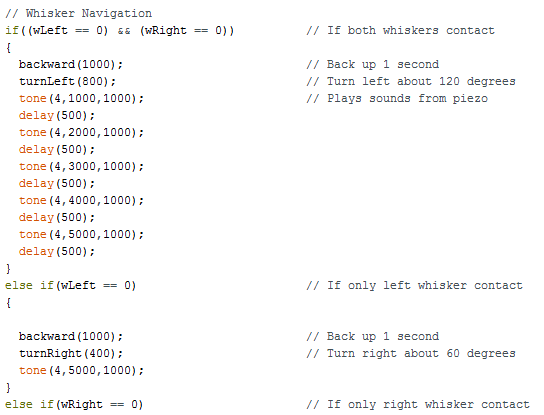 // Whisker Navigation
if((wLeft == 0) && (wRight == 0))          // If both whiskers contact
{
  backward(1000);                          // Back up 1 second
  turnLeft(800);                           // Turn left about 120 degrees
  tone(4,1000,1000);                       // Plays sounds from piezo
  delay(500);
  tone(4,2000,1000);
  delay(500);
  tone(4,3000,1000);
  delay(500);
  tone(4,4000,1000);
  delay(500);
  tone(4,5000,1000);
  delay(500);
}
else if(wLeft == 0)                        // If only left whisker contact
{
  backward(1000);                          // Back up 1 second
  turnRight(400);                          // Turn right about 60 degrees
  tone(4,5000,1000);
}
else if(wRight == 0)                       // If only right whisker contact